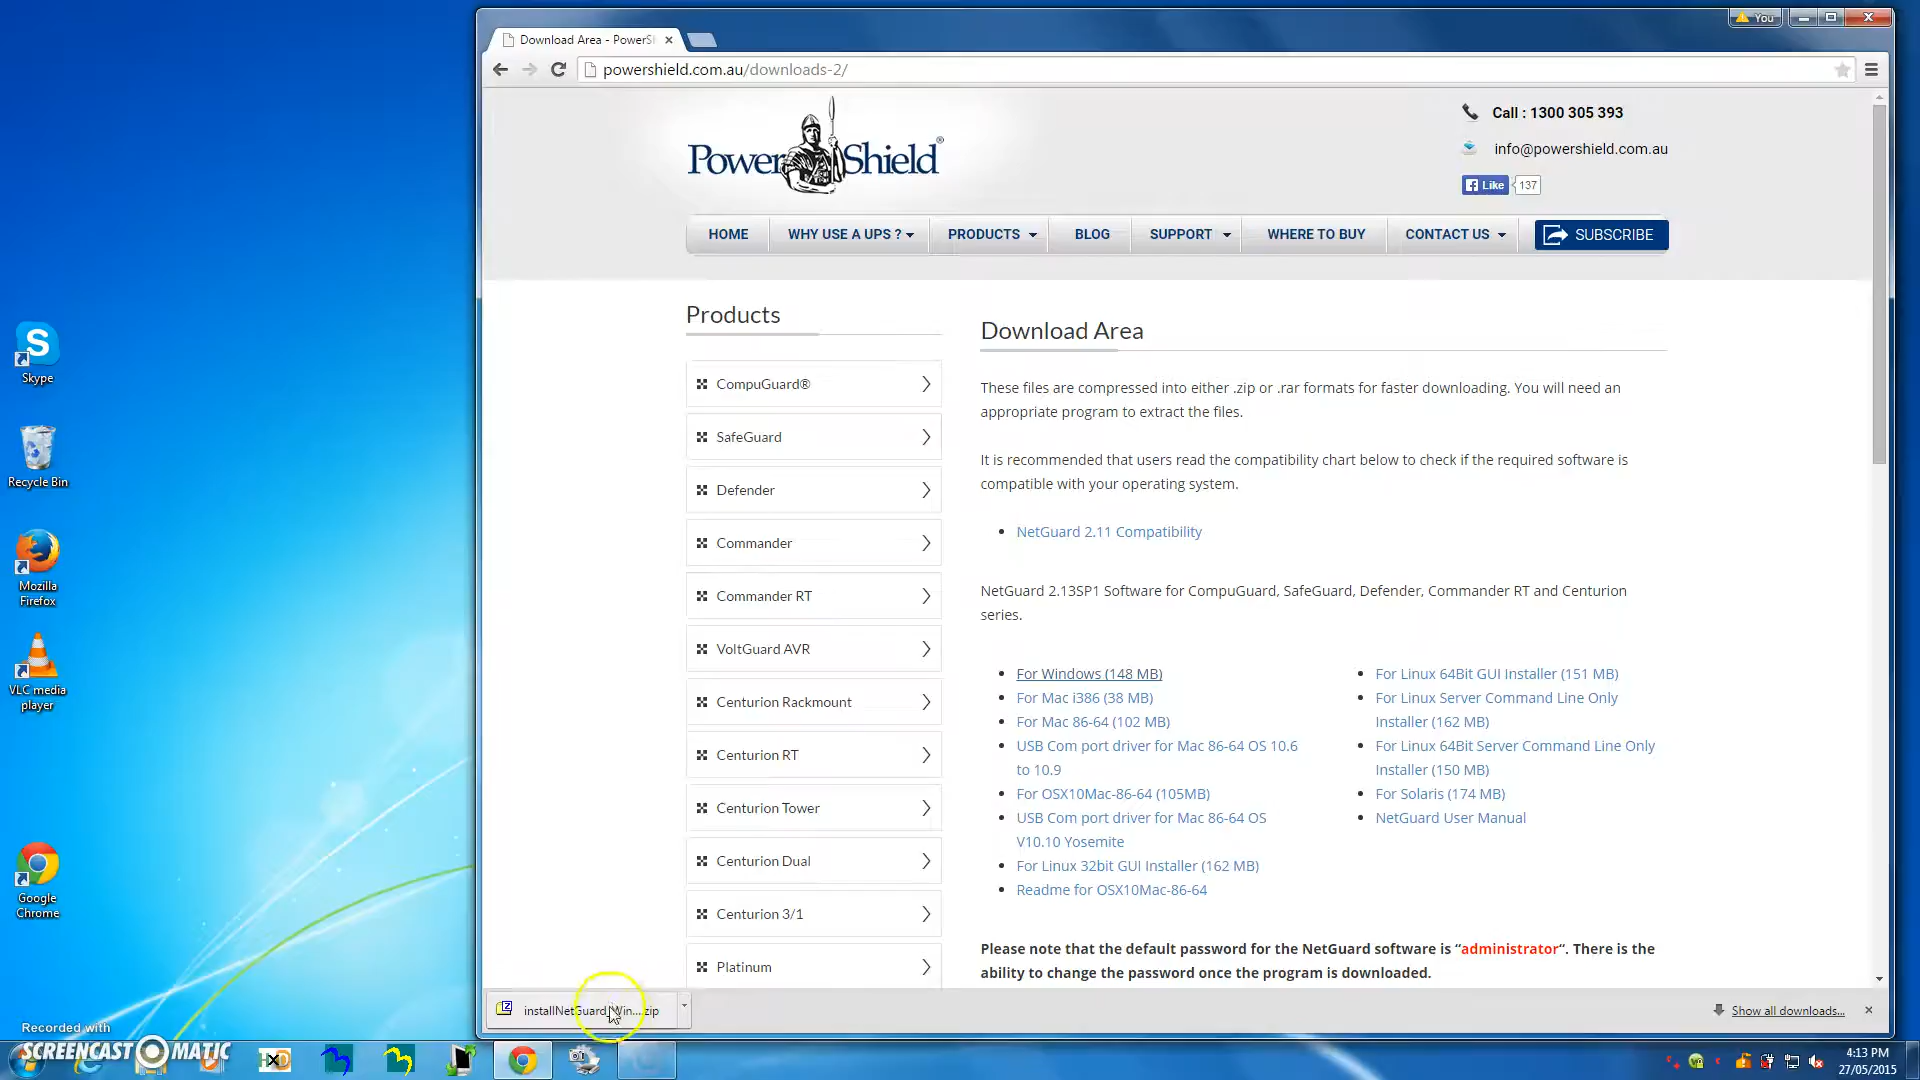 You
Download Area - PowerS
powershield.com.au/downloads-2/
PowerShield®
Call : 1300 305 393
info@powershield.com.au
Like 137
HOME WHY USE A UPS ? PRODUCTS BLOG SUPPORT WHERE TO BUY CONTACT US SUBSCRIBE
Products
CompuGuard®
SafeGuard
Defender
Commander
Commander RT
VoltGuard AVR
Centurion Rackmount
Centurion RT
Centurion Tower
Centurion Dual
Centurion 3/1
Platinum
Download Area
These files are compressed into either .zip or .rar formats for faster downloading. You will need an
appropriate program to extract the files.
It is recommended that users read the compatibility chart below to check if the required software is
compatible with your operating system.
NetGuard 2.11 Compatibility
NetGuard 2.13SP1 Software for CompuGuard, SafeGuard, Defender, Commander RT and Centurion
series.
For Windows (148 MB)
For Mac i386 (38 MB)
For Mac 86-64 (102 MB)
USB Com port driver for Mac 86-64 OS 10.6
to 10.9
For OSX10Mac-86-64 (105MB)
USB Com port driver for Mac 86-64 OS
V10.10 Yosemite
For Linux 32bit GUI Installer (162 MB)
Readme for OSX10Mac-86-64
For Linux 64Bit GUI Installer (151 MB)
For Linux Server Command Line Only
Installer (162 MB)
For Linux 64Bit Server Command Line Only
Installer (150 MB)
For Solaris (174 MB)
NetGuard User Manual
Please note that the default password for the NetGuard software is “administrator“. There is the
ability to change the password once the program is downloaded.
installNetGuard_Win....zip
Show all downloads...
Skype
Recycle Bin
Mozilla
Firefox
VLC media
player
Google
Chrome
Recorded with
SCREENCAST MATIC
4:13 PM
27/05/2015